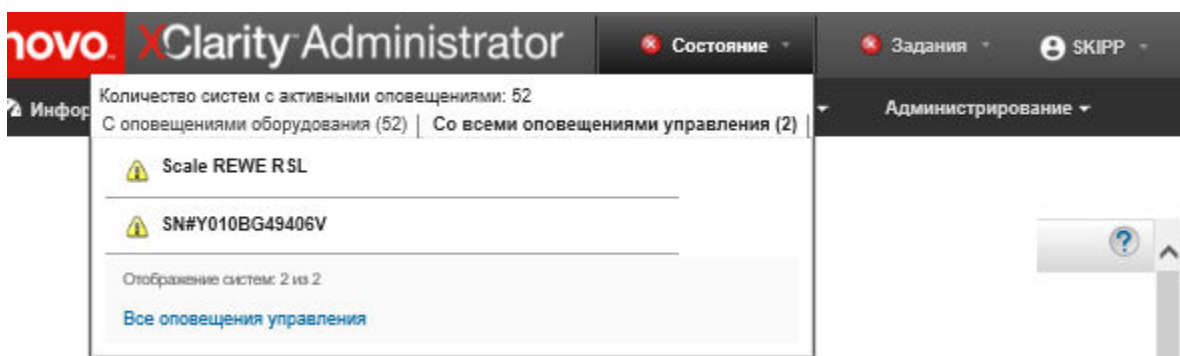 novo. XClarity Administrator
Состояние
Задания
SKIPP
Инфор
Администрирование
Количество систем с активными оповещениями: 52
С оповещениями оборудования (52) | Со всеми оповещениями управления (2) |
Scale REWE RSL
SN#Y010BG49406V
Отображение систем: 2 из 2
Все оповещения управления
?